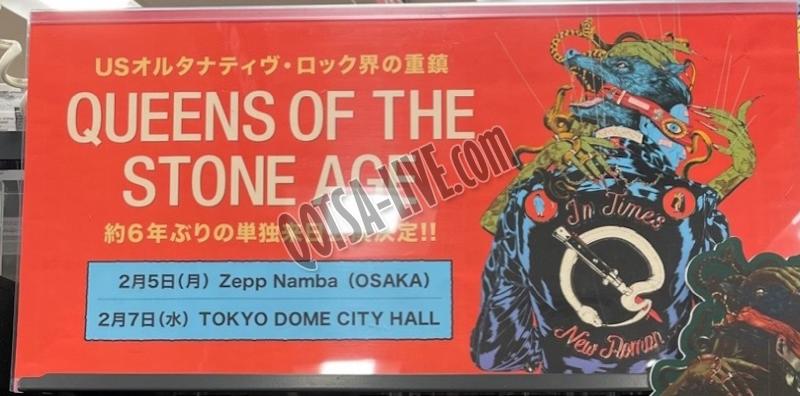 USオルタナティヴ・ロック界の重鎮
QUEENS OF THE
STONE AGE
QOTSA-LIVE.com
約6年ぶりの単独来日 決定!!
2月5日(月) Zepp Namba (OSAKA)
2月7日(水) TOKYO DOME CITY HALL
In Times
New Roman